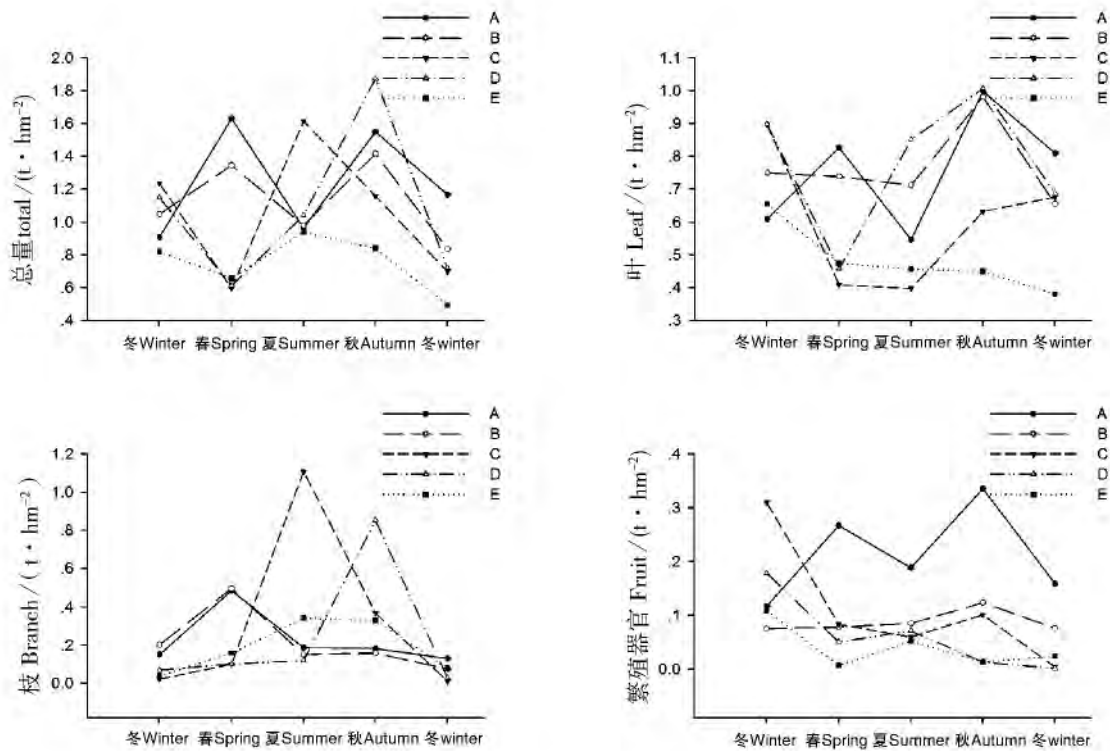 A
B
C
D
E
总量total/(t·hm⁻²)
2.0
1.8
1.6
1.4
1.2
1.0
.8
.6
.4
冬Winter 春Spring 夏Summer 秋Autumn 冬winter
A
B
C
D
E
叶 Leaf/(t·hm⁻²)
1.1
1.0
.9
.8
.7
.6
.5
.4
.3
冬Winter 春Spring 夏Summer 秋Autumn 冬winter
A
B
C
D
E
枝 Branch/(t·hm⁻²)
1.2
1.0
.8
.6
.4
.2
0.0
冬Winter 春Spring 夏Summer 秋Autumn 冬winter
A
B
C
D
E
繁殖器官 Fruit/(t·hm⁻²)
.4
.3
.2
.1
0.0
冬Winter 春Spring 夏Summer 秋Autumn 冬winter